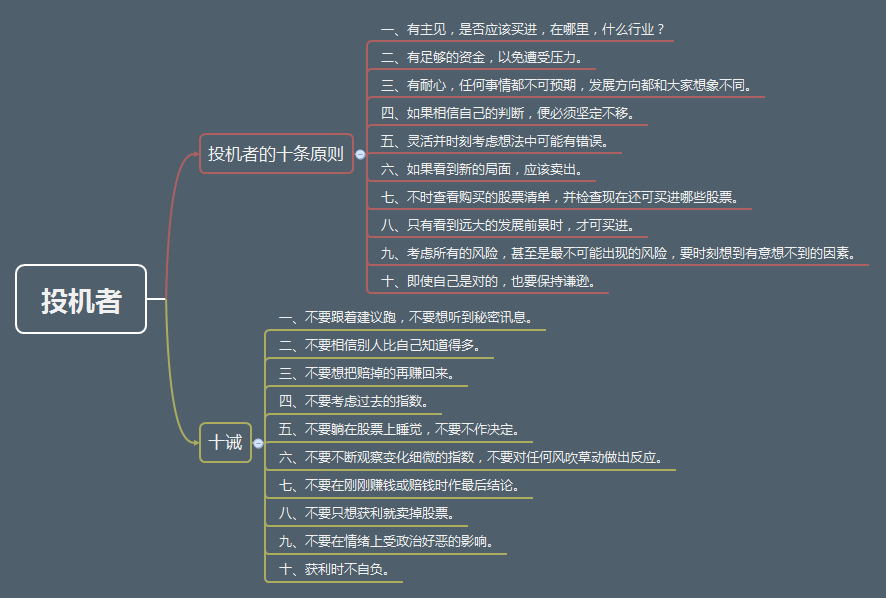 投机者
投机者的十条原则
一、有主见，是否应该买进，在哪里，什么行业？
二、有足够的资金，以免遭受压力。
三、有耐心，任何事情都不可预期，发展方向都和大家想象不同。
四、如果相信自己的判断，便必须坚定不移。
五、灵活并时刻考虑想法中可能有错误。
六、如果看到新的局面，应该卖出。
七、不时查看购买的股票清单，并检查现在还可买进哪些股票。
八、只有看到远大的发展前景时，才可买进。
九、考虑所有的风险，甚至是最不可能出现的风险，要时刻想到有意想不到的因素。
十、即使自己是对的，也要保持谦逊。
十诫
一、不要跟着建议跑，不要想听到秘密讯息。
二、不要相信别人比自己知道得多。
三、不要想把赔掉的再赚回来。
四、不要考虑过去的指数。
五、不要躺在股票上睡觉，不要不作决定。
六、不要不断观察变化细微的指数，不要对任何风吹草动做出反应。
七、不要在刚刚赚钱或赔钱时作最后结论。
八、不要只想获利就卖掉股票。
九、不要在情绪上受政治好恶的影响。
十、获利时不自负。